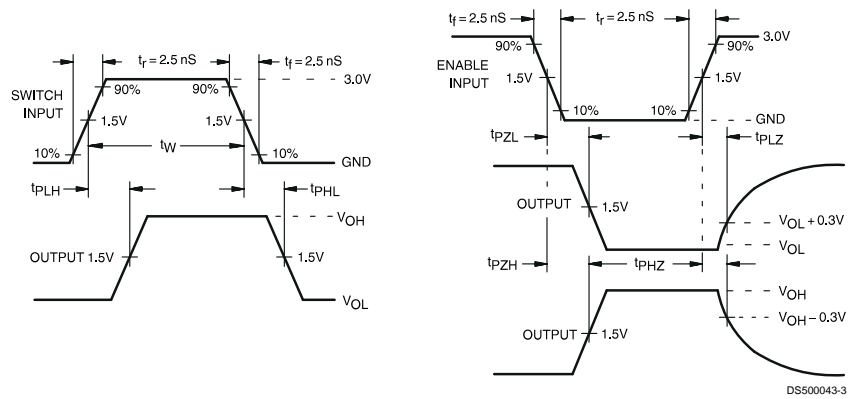 tr = 2.5 nS
tf = 2.5 nS
SWITCH
INPUT
90%
90%
3.0V
1.5V
1.5V
tW
10%
10%
GND
tPLH
tPHL
VOH
OUTPUT 1.5V
1.5V
VOL
tf = 2.5 nS
tr = 2.5 nS
90%
90%
3.0V
ENABLE
INPUT
1.5V
1.5V
10%
10%
GND
tPZL
tPLZ
OUTPUT
1.5V
VOL + 0.3V
VOL
tPZH
tPHZ
VOH
VOH – 0.3V
OUTPUT
1.5V
DS500043-3